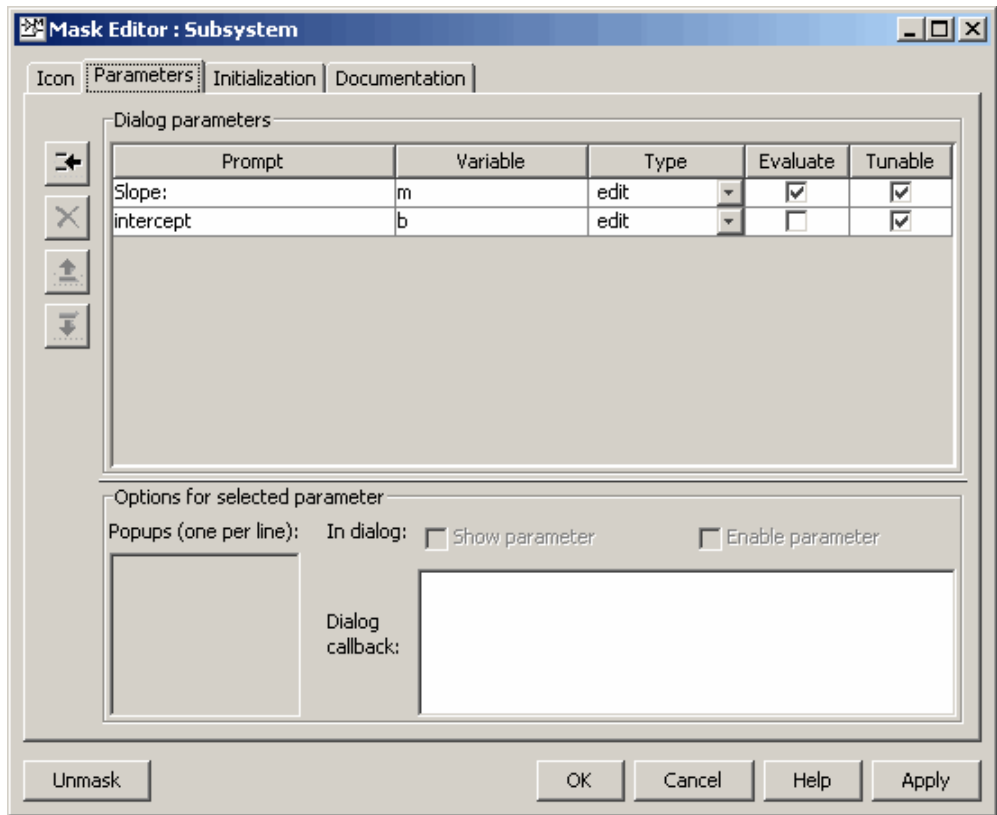 Mask Editor : Subsystem
Icon Parameters Initialization Documentation
Dialog parameters
Prompt Variable Type Evaluate Tunable
Slope: m edit
intercept b edit
Options for selected parameter
Popups (one per line): In dialog: Show parameter Enable parameter
Dialog
callback:
Unmask OK Cancel Help Apply